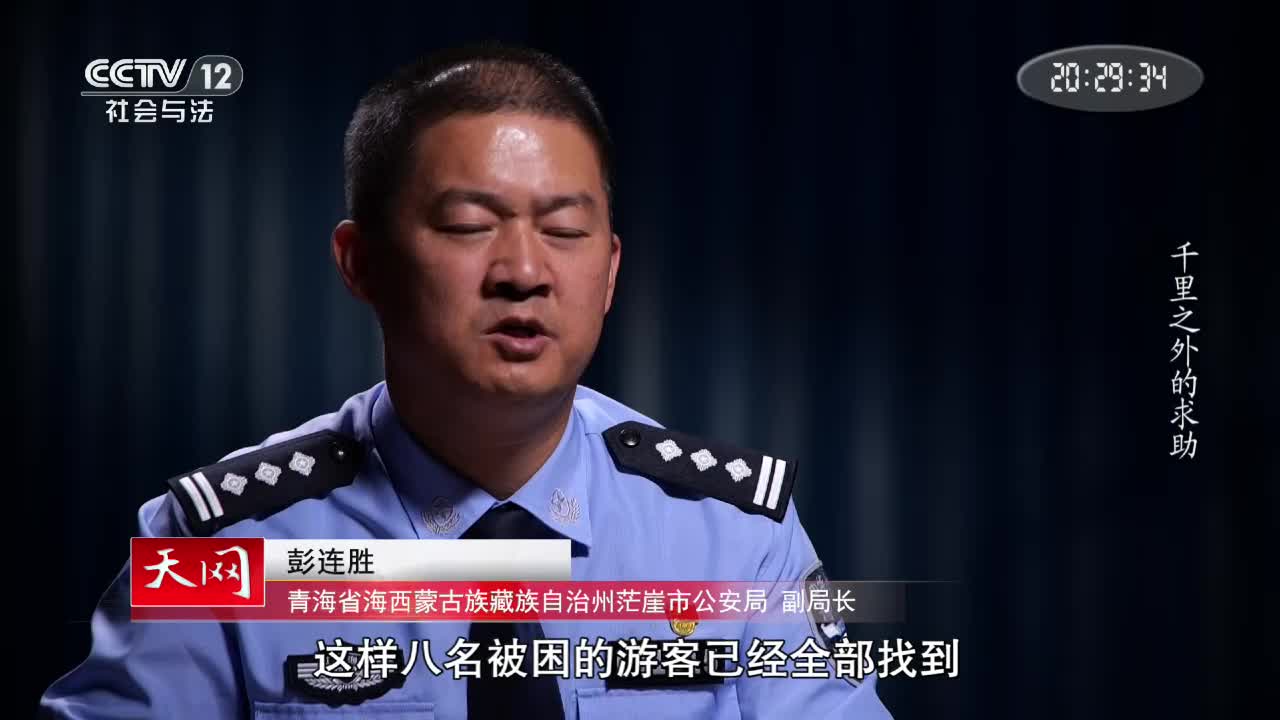 CCTV 12
社会与法
20:29:34
千里之外的求助
天网
彭连胜
青海省海西蒙古族藏族自治州茫崖市公安局 副局长
这样八名被困的游客已经全部找到